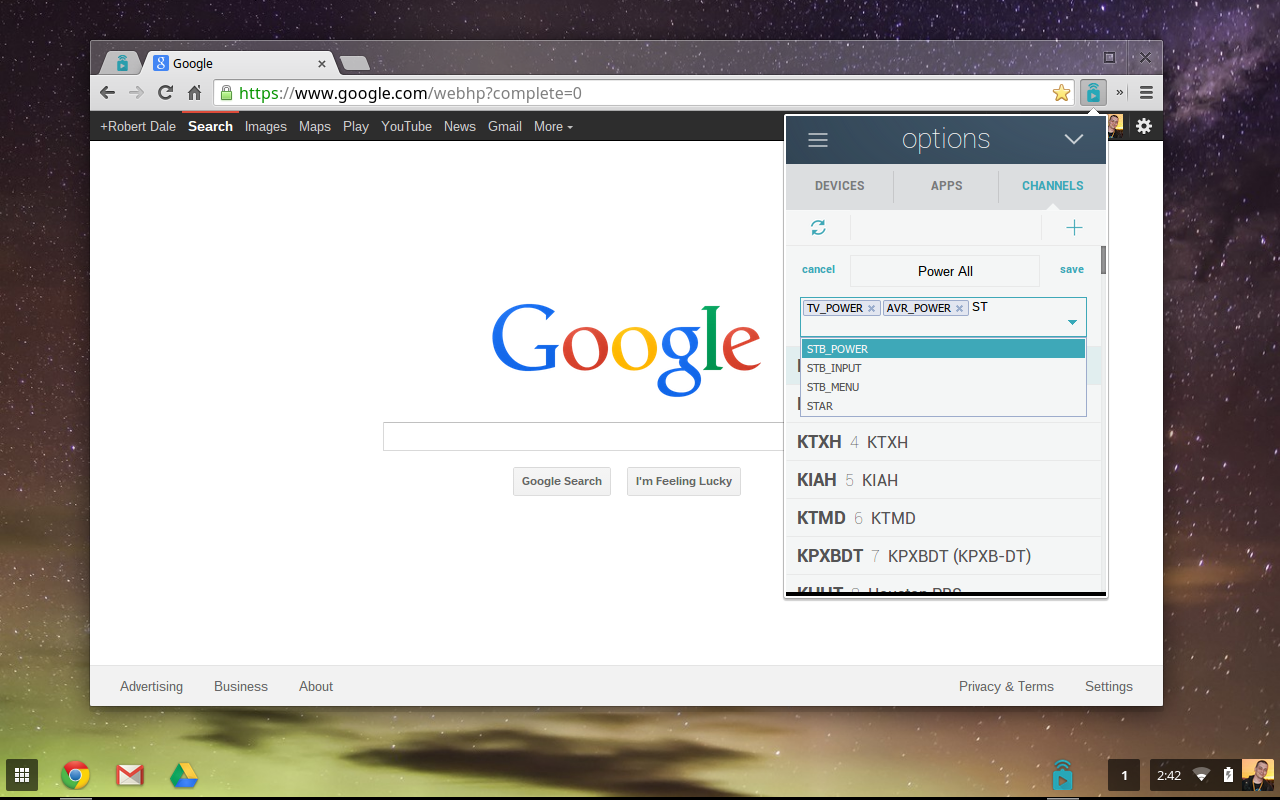 Google
https://www.google.com/webhp?complete=0
»
+Robert Dale Search Images Maps Play YouTube News Gmail More
options
DEVICES APPS CHANNELS
cancel Power All save
TV_POWER AVR_POWER ST
STB_POWER
STB_INPUT
STB_MENU
STAR
KTXH 4 KTXH
KIAH 5 KIAH
KTMD 6 KTMD
KPXBDT 7 KPXBDT (KPXB-DT)
Google
Google Search I'm Feeling Lucky
Advertising Business About Privacy & Terms Settings
1 2:42